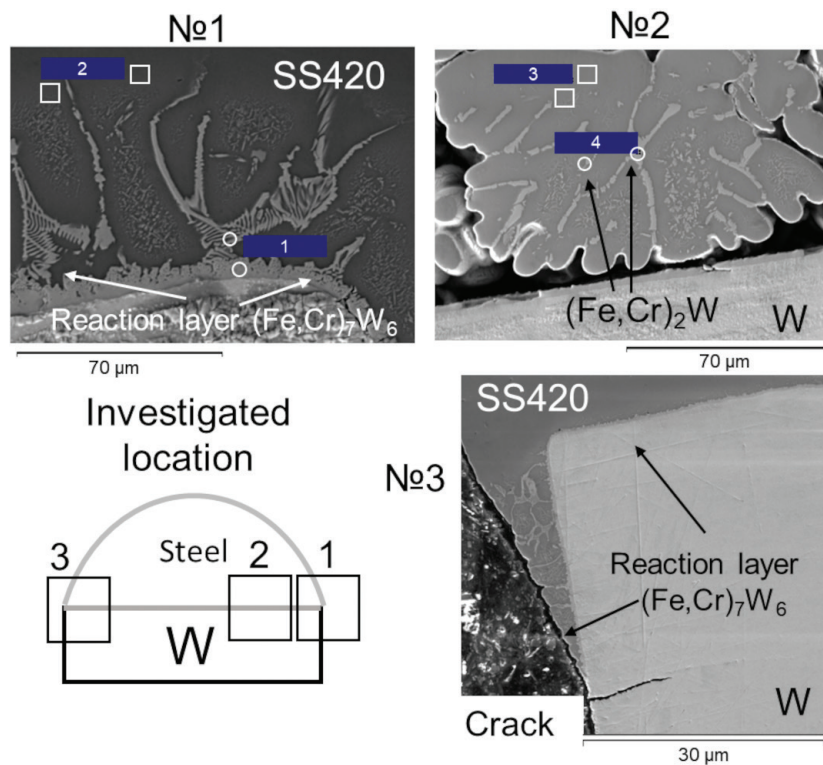 №1
№2
2
SS420
1
Reaction layer (Fe,Cr)7W6
70 µm
3
4
(Fe,Cr)2W
W
70 µm
Investigated
location
3
Steel
2
1
W
№3
SS420
Reaction layer
(Fe,Cr)7W6
W
Crack
30 µm